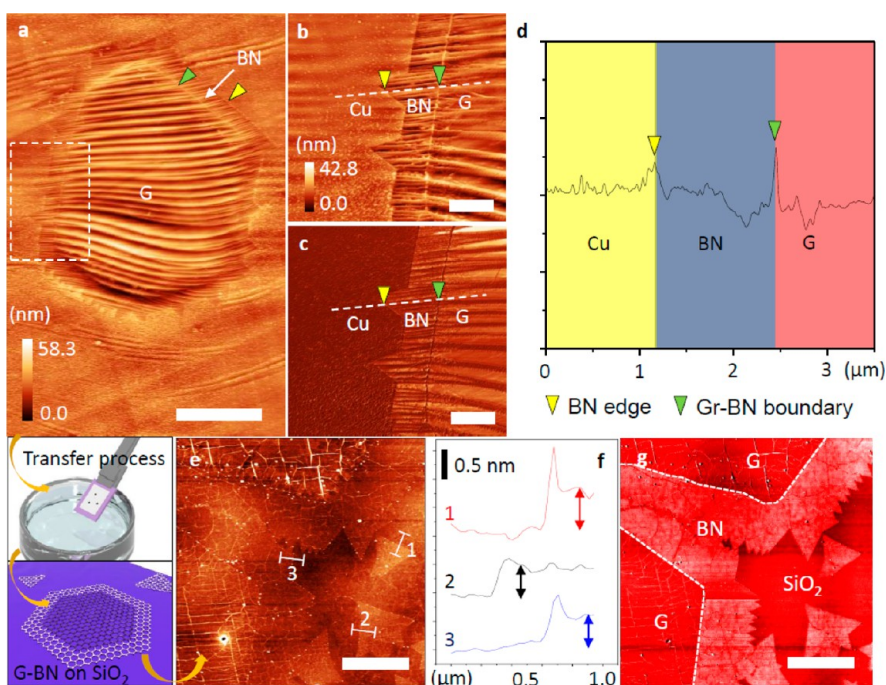 a
BN
G
(nm)
58.3
0.0
b
Cu
BN
G
(nm)
42.8
0.0
c
Cu
BN
G
d
Cu
BN
G
0
1
2
3
(μm)
BN edge
Gr-BN boundary
Transfer process
G-BN on SiO₂
e
1
2
3
0.5 nm
f
1
2
3
(μm)
0.5
1.0
g
G
BN
SiO₂
G